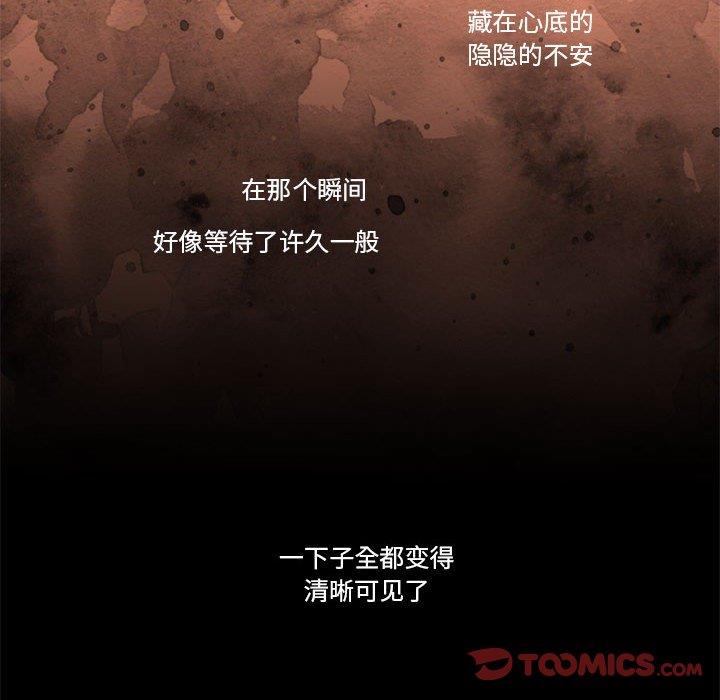 藏在心底的
隐隐的不安
在那个瞬间
好像等待了许久一般
一下子全都变得
清晰可见了
TOOMICS.COM